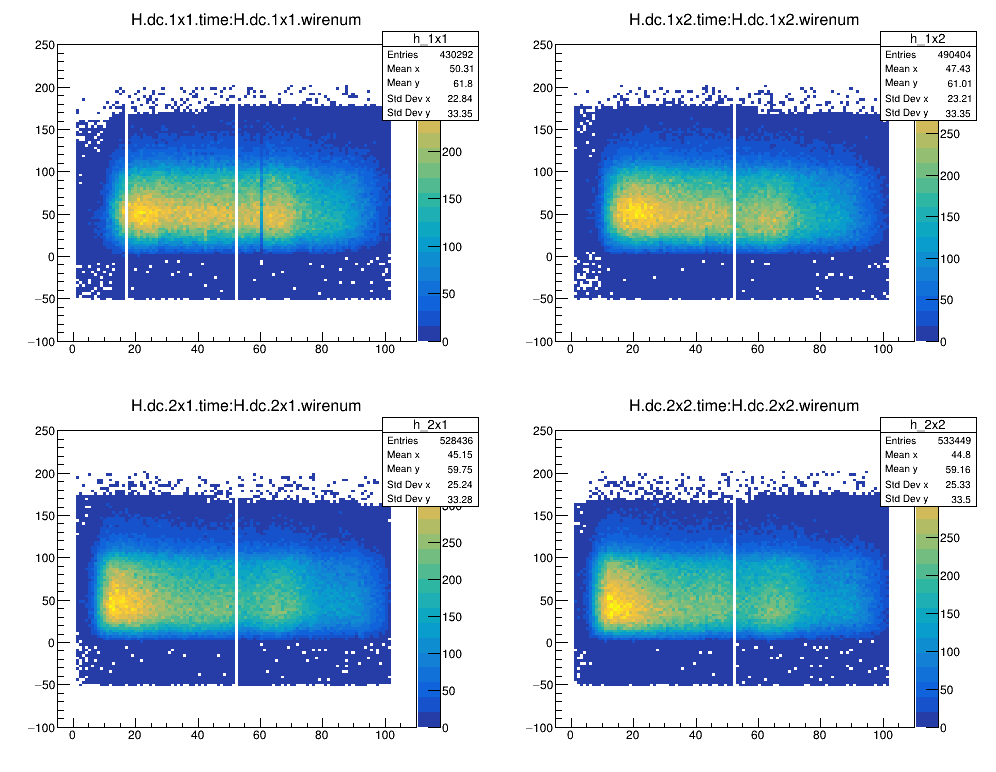 H.dc.1x1.time:H.dc.1x1.wirenum
h_1x1
Entries 430292
Mean x 50.31
Mean y 61.8
Std Dev x 22.84
Std Dev y 33.35
250
200
150
100
50
0
−50
−100
0 20 40 60 80 100
200
150
100
50
0
H.dc.1x2.time:H.dc.1x2.wirenum
h_1x2
Entries 490404
Mean x 47.43
Mean y 61.01
Std Dev x 23.21
Std Dev y 33.35
250
200
150
100
50
0
−50
−100
0 20 40 60 80 100
250
200
150
100
50
0
H.dc.2x1.time:H.dc.2x1.wirenum
h_2x1
Entries 528436
Mean x 45.15
Mean y 59.75
Std Dev x 25.24
Std Dev y 33.28
250
200
150
100
50
0
−50
−100
0 20 40 60 80 100
300
250
200
150
100
50
0
H.dc.2x2.time:H.dc.2x2.wirenum
h_2x2
Entries 533449
Mean x 44.8
Mean y 59.16
Std Dev x 25.33
Std Dev y 33.5
250
200
150
100
50
0
−50
−100
0 20 40 60 80 100
250
200
150
100
50
0